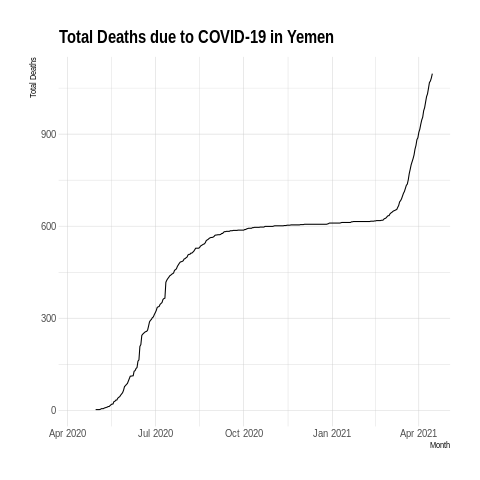 Total Deaths due to COVID-19 in Yemen
Total Deaths
900
600
300
0
Apr 2020 Jul 2020 Oct 2020 Jan 2021 Apr 2021
Month